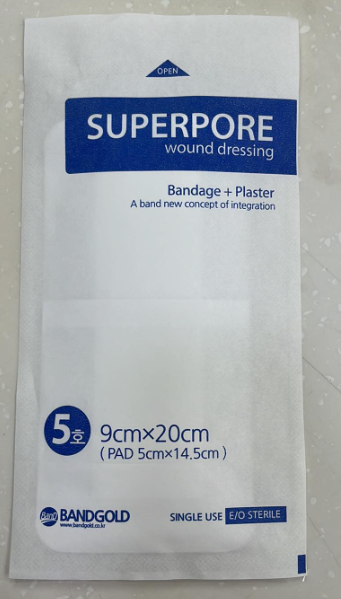 OPEN
SUPERPORE
wound dressing
Bandage + Plaster
A band new concept of integration
5호 9cm×20cm
( PAD 5cm×14.5cm )
Band BANDGOLD
www.bandgold.co.kr
SINGLE USE E/O STERILE